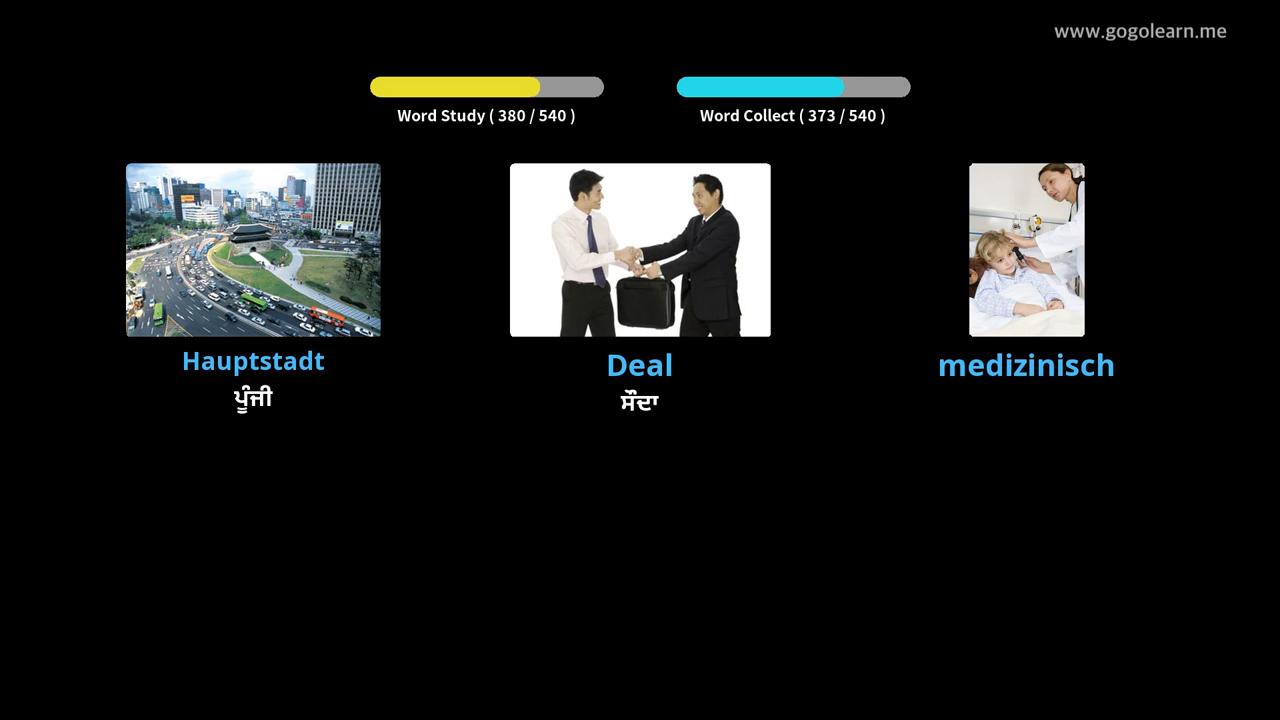 www.gogolearn.me
Word Study ( 380 / 540 )
Word Collect ( 373 / 540 )
Hauptstadt
ਪੂੰਜੀ
Deal
ਸੌਦਾ
medizinisch